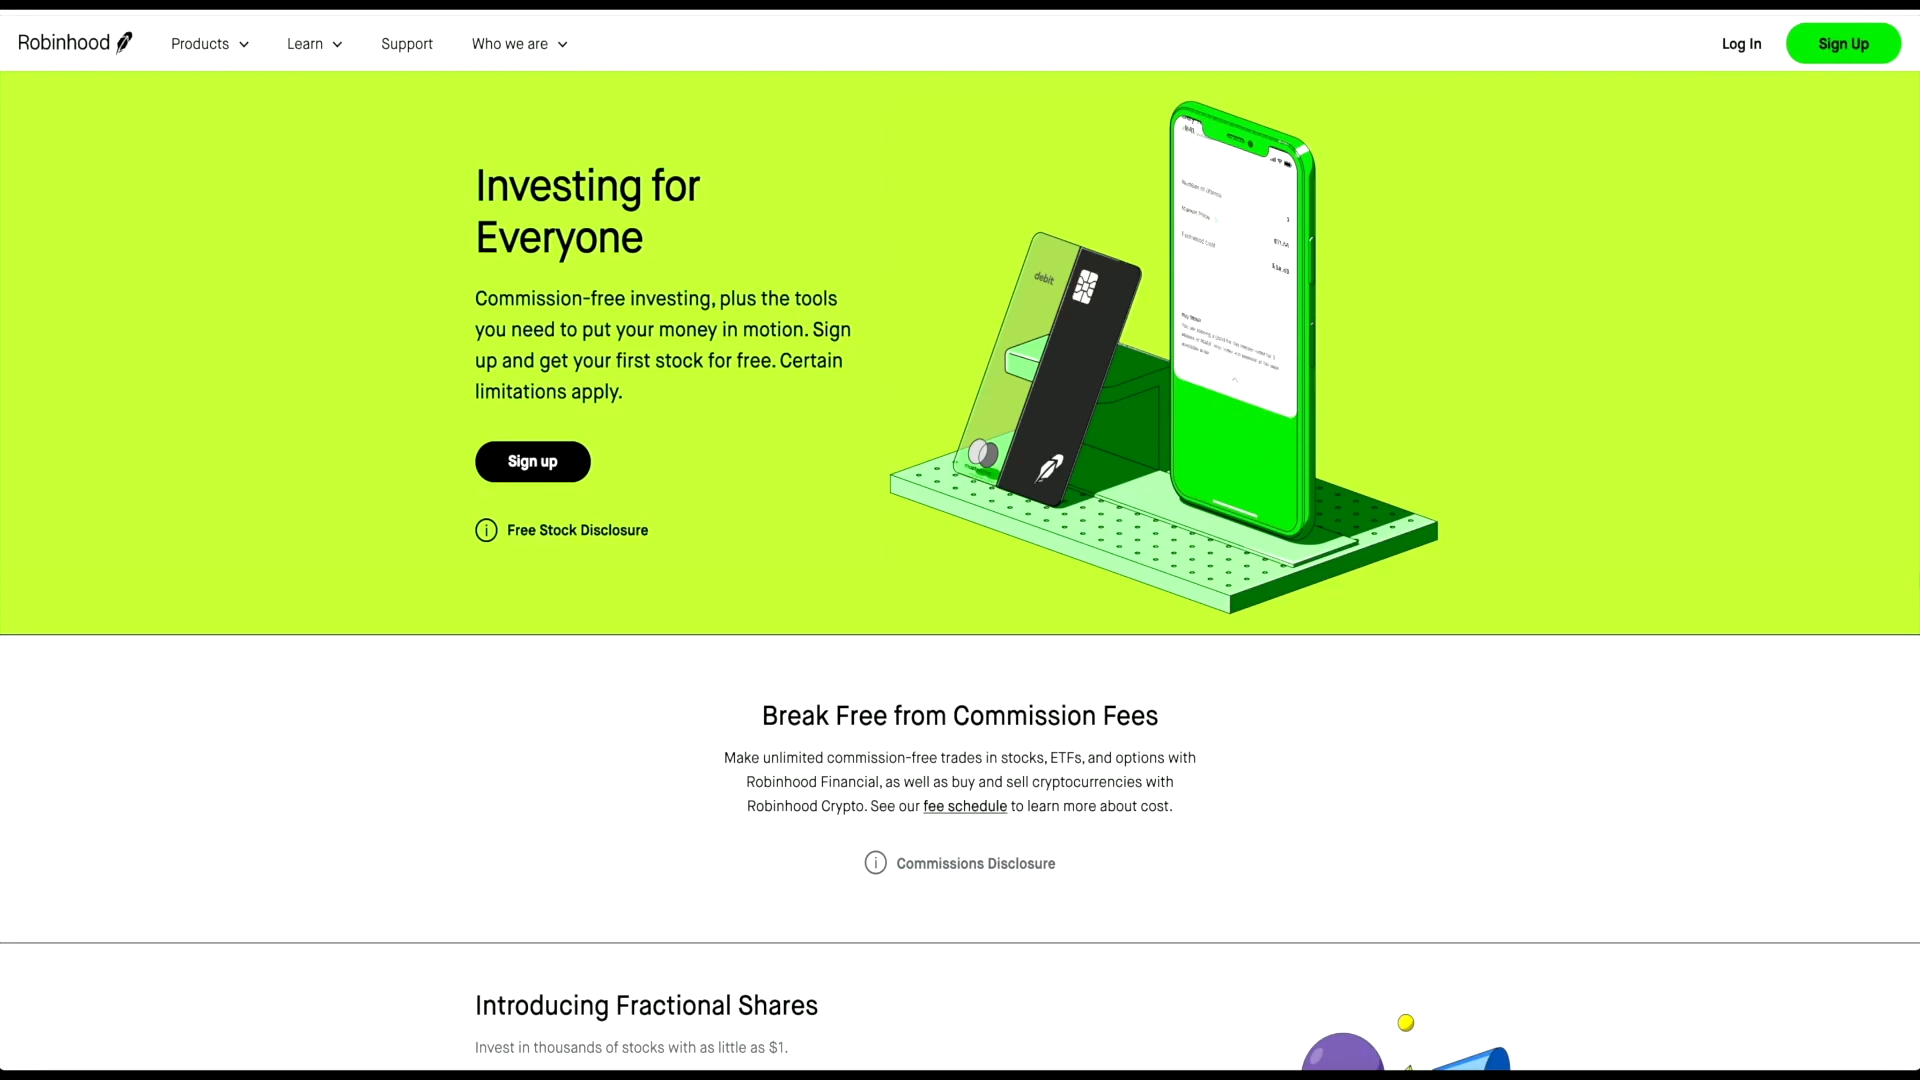 Robinhood
Products
Learn
Support
Who we are
Log In
Sign Up
Investing for
Everyone
Commission-free investing, plus the tools
you need to put your money in motion. Sign
up and get your first stock for free. Certain
limitations apply.
Sign up
Free Stock Disclosure
debit
Break Free from Commission Fees
Make unlimited commission-free trades in stocks, ETFs, and options with
Robinhood Financial, as well as buy and sell cryptocurrencies with
Robinhood Crypto. See our fee schedule to learn more about cost.
Commissions Disclosure
Introducing Fractional Shares
Invest in thousands of stocks with as little as $1.